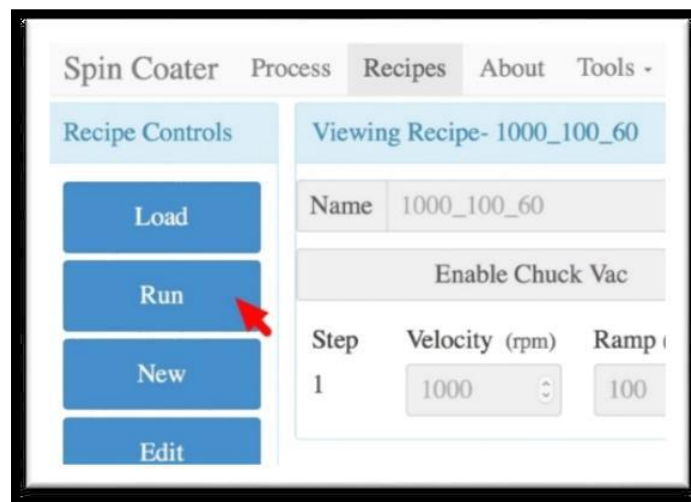 Spin Coater Process Recipes About Tools
Recipe Controls
Load
Run
New
Edit
Viewing Recipe- 1000_100_60
Name 1000_100_60
Enable Chuck Vac
Step Velocity (rpm) Ramp (
1 1000 100